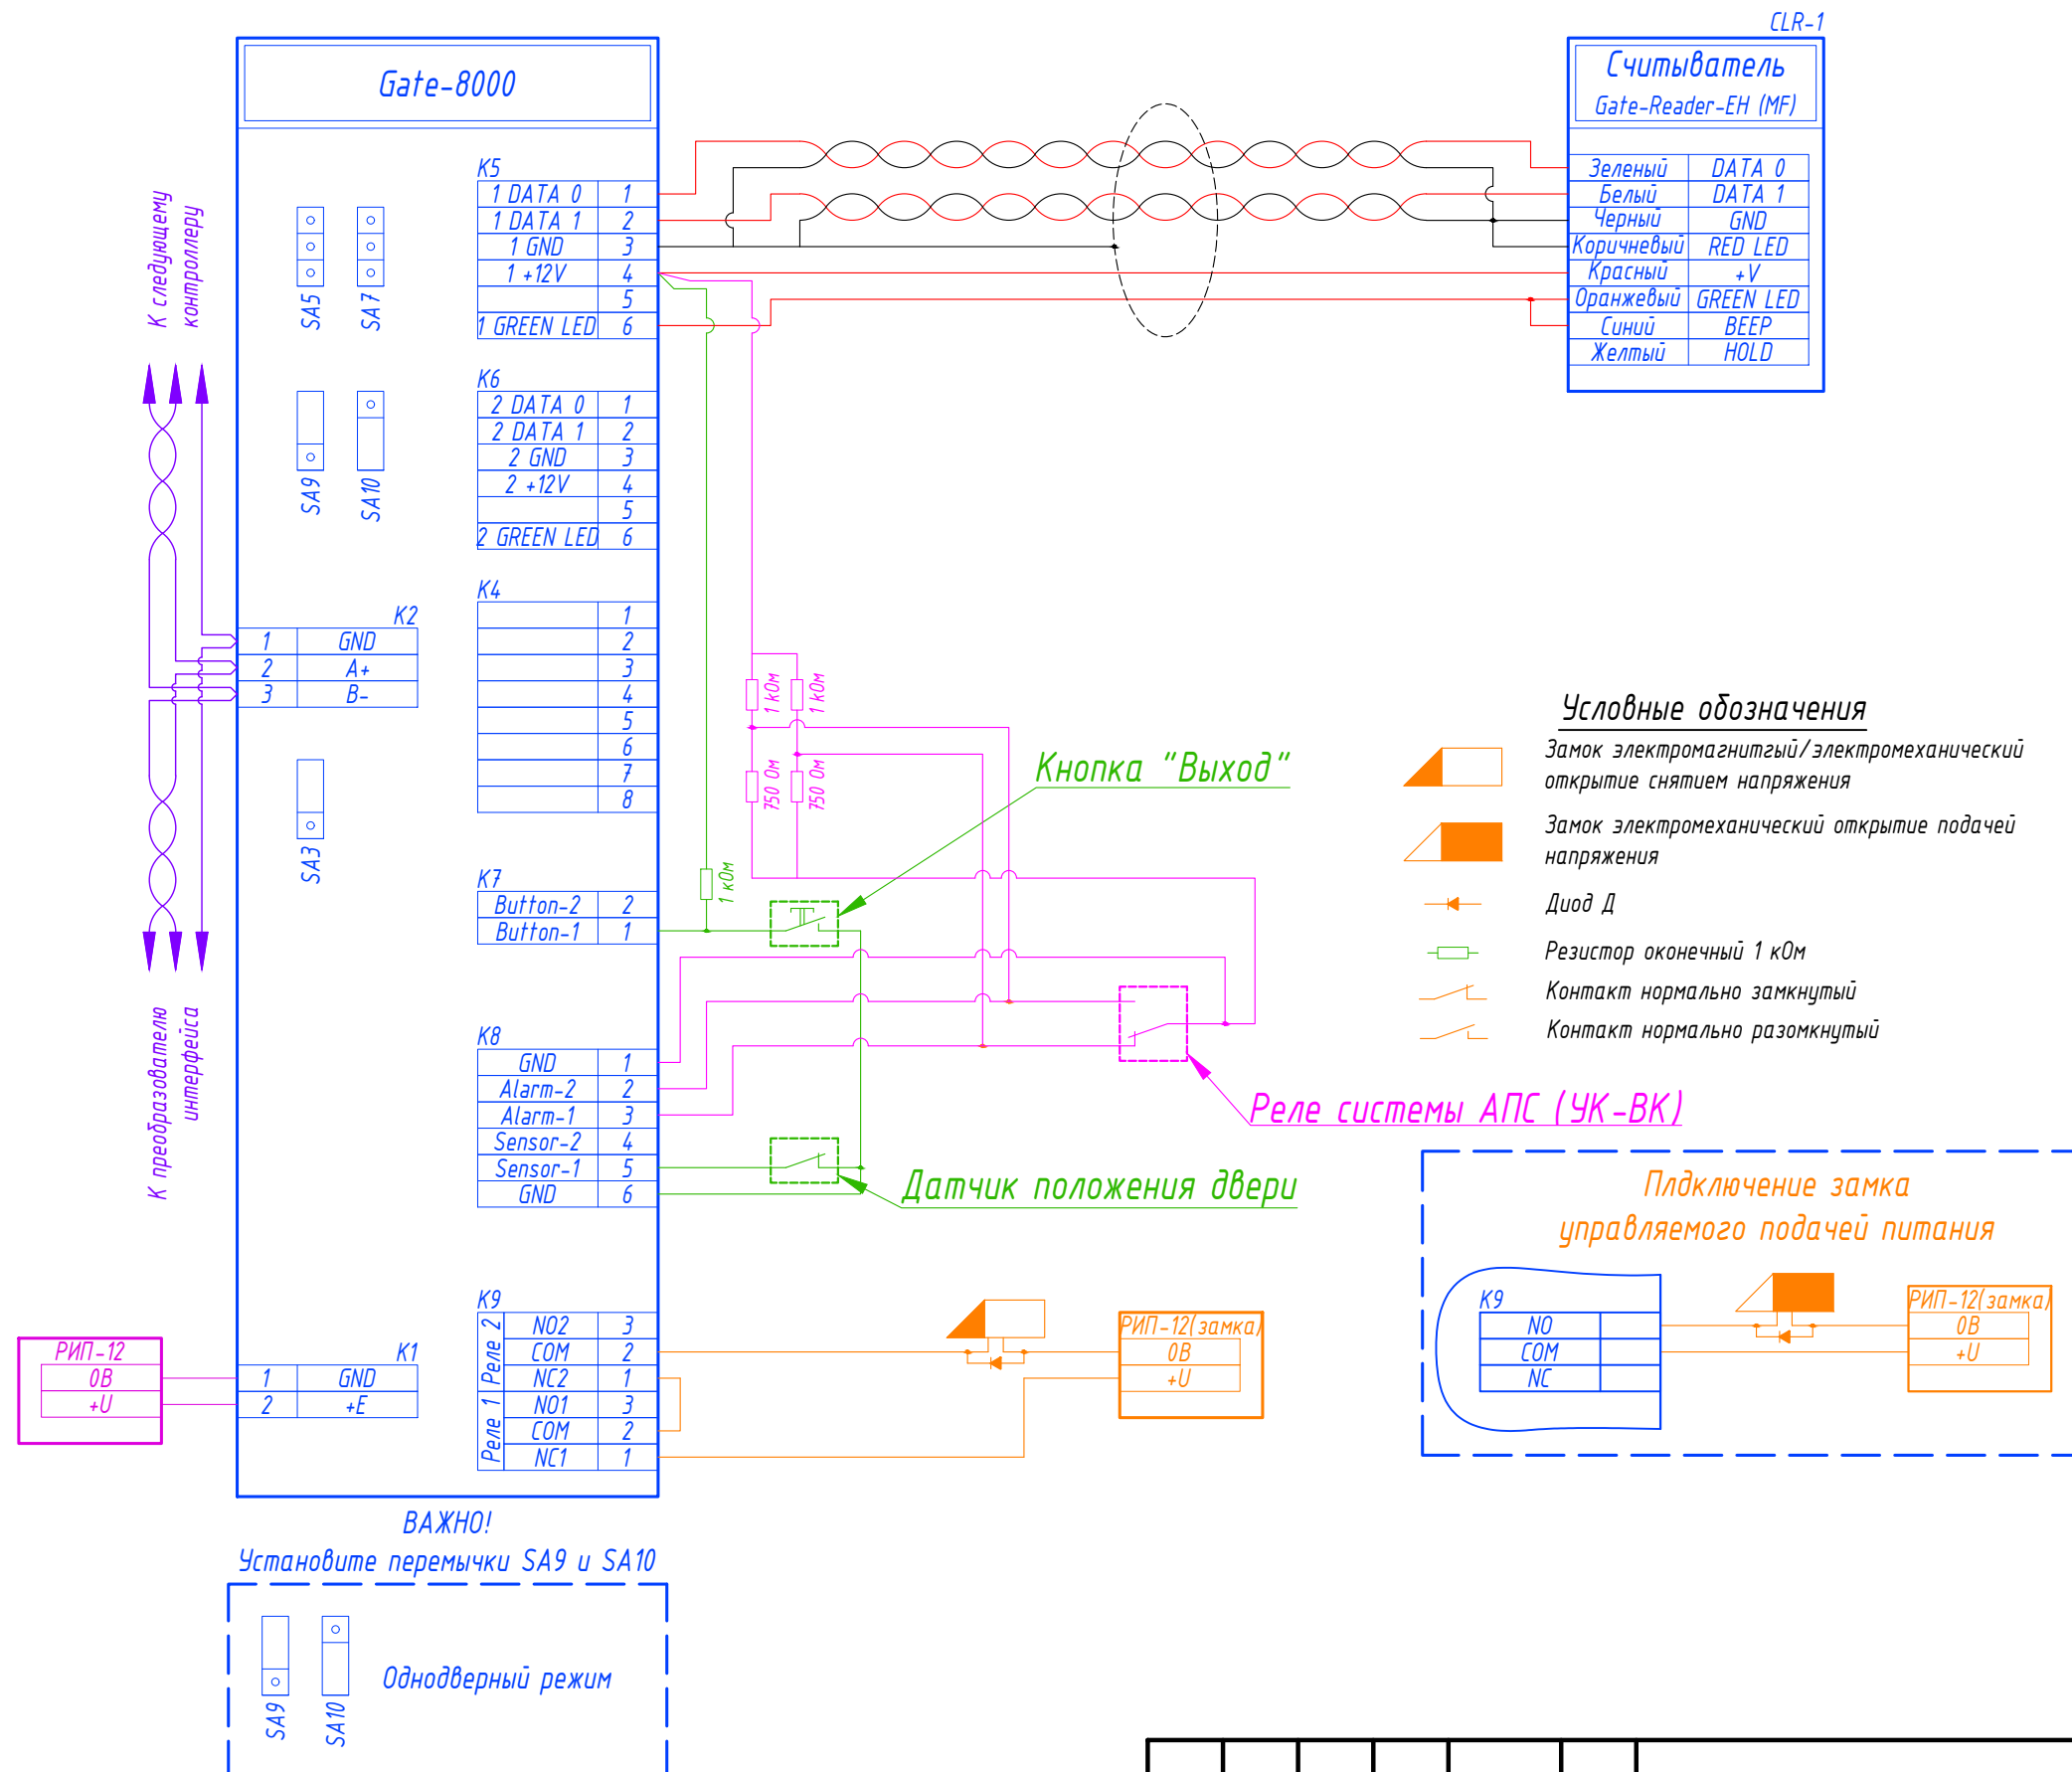 CLR-1
Gate-8000
Считыватель
Gate-Reader-EH (MF)
Зеленый DATA 0
Белый DATA 1
Черный GND
Коричневый RED LED
Красный +V
Оранжевый GREEN LED
Синий BEEP
Желтый HOLD
К следующему
контроллеру
SA5
SA7
SA9
SA10
K5
1 DATA 0 1
1 DATA 1 2
1 GND 3
1 +12V 4
5
1 GREEN LED 6
K6
2 DATA 0 1
2 DATA 1 2
2 GND 3
2 +12V 4
5
2 GREEN LED 6
K4
1
2
3
4
5
6
7
8
K2
1 GND
2 A+
3 B-
SA3
1 кОм
1 кОм
750 Ом
750 Ом
1 кОм
Кнопка "Выход"
K7
Button-2 2
Button-1 1
К преобразователю
интерфейса
K8
GND 1
Alarm-2 2
Alarm-1 3
Sensor-2 4
Sensor-1 5
GND 6
Реле системы АПС (УК-ВК)
Датчик положения двери
Условные обозначения
Замок электромагнитгый/электромеханический
открытие снятием напряжения
Замок электромеханический открытие подачей
напряжения
Диод Д
Резистор оконечный 1 кОм
Контакт нормально замкнутый
Контакт нормально разомкнутый
Плдключение замка
управляемого подачей питания
K9
NO
COM
NC
РИП-12(замка)
0В
+U
K9
Реле 2
NO2 3
COM 2
NC2 1
Реле 1
NO1 3
COM 2
NC1 1
РИП-12(замка)
0В
+U
РИП-12
0В
+U
K1
1 GND
2 +E
ВАЖНО!
Установите перемычки SA9 и SA10
SA9
SA10
Однодверный режим